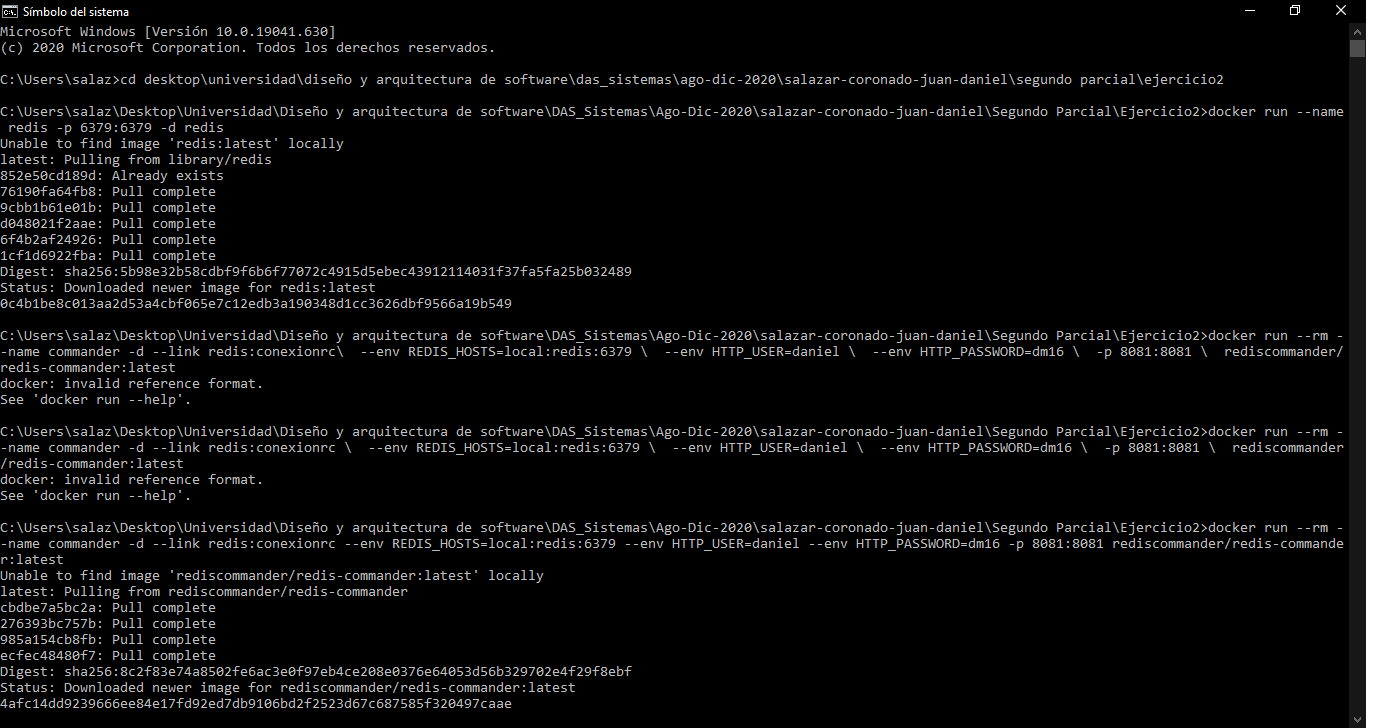 Símbolo del sistema
Microsoft Windows [Versión 10.0.19041.630]
(c) 2020 Microsoft Corporation. Todos los derechos reservados.
C:\Users\salaz>cd desktop\universidad\diseño y arquitectura de software\das_sistemas\ago-dic-2020\salazar-coronado-juan-daniel\segundo parcial\ejercicio2
C:\Users\salaz\Desktop\Universidad\Diseño y arquitectura de software\DAS_Sistemas\Ago-Dic-2020\salazar-coronado-juan-daniel\Segundo Parcial\Ejercicio2>docker run --name
 redis -p 6379:6379 -d redis
Unable to find image 'redis:latest' locally
latest: Pulling from library/redis
852e50cd189d: Already exists
76190fa64fb8: Pull complete
9cbb1b61e01b: Pull complete
d048021f2aae: Pull complete
6f4b2af24926: Pull complete
1cf1d6922fba: Pull complete
Digest: sha256:5b98e32b58cdbf9f6b6f77072c4915d5ebec43912114031f37fa5fa25b032489
Status: Downloaded newer image for redis:latest
0c4b1be8c013aa2d53a4cbf065e7c12edb3a190348d1cc3626dbf9566a19b549
C:\Users\salaz\Desktop\Universidad\Diseño y arquitectura de software\DAS_Sistemas\Ago-Dic-2020\salazar-coronado-juan-daniel\Segundo Parcial\Ejercicio2>docker run --rm -
-name commander -d --link redis:conexionrc\  --env REDIS_HOSTS=local:redis:6379 \  --env HTTP_USER=daniel \  --env HTTP_PASSWORD=dm16 \  -p 8081:8081 \  rediscommander/
redis-commander:latest
docker: invalid reference format.
See 'docker run --help'.
C:\Users\salaz\Desktop\Universidad\Diseño y arquitectura de software\DAS_Sistemas\Ago-Dic-2020\salazar-coronado-juan-daniel\Segundo Parcial\Ejercicio2>docker run --rm -
-name commander -d --link redis:conexionrc \  --env REDIS_HOSTS=local:redis:6379 \  --env HTTP_USER=daniel \  --env HTTP_PASSWORD=dm16 \  -p 8081:8081 \  rediscommander
/redis-commander:latest
docker: invalid reference format.
See 'docker run --help'.
C:\Users\salaz\Desktop\Universidad\Diseño y arquitectura de software\DAS_Sistemas\Ago-Dic-2020\salazar-coronado-juan-daniel\Segundo Parcial\Ejercicio2>docker run --rm -
-name commander -d --link redis:conexionrc --env REDIS_HOSTS=local:redis:6379 --env HTTP_USER=daniel --env HTTP_PASSWORD=dm16 -p 8081:8081 rediscommander/redis-commande
r:latest
Unable to find image 'rediscommander/redis-commander:latest' locally
latest: Pulling from rediscommander/redis-commander
cbdbe7a5bc2a: Pull complete
276393bc757b: Pull complete
985a154cb8fb: Pull complete
ecfec48480f7: Pull complete
Digest: sha256:8c2f83e74a8502fe6ac3e0f97eb4ce208e0376e64053d56b329702e4f29f8ebf
Status: Downloaded newer image for rediscommander/redis-commander:latest
4afc14dd9239666ee84e17fd92ed7db9106bd2f2523d67c687585f320497caae